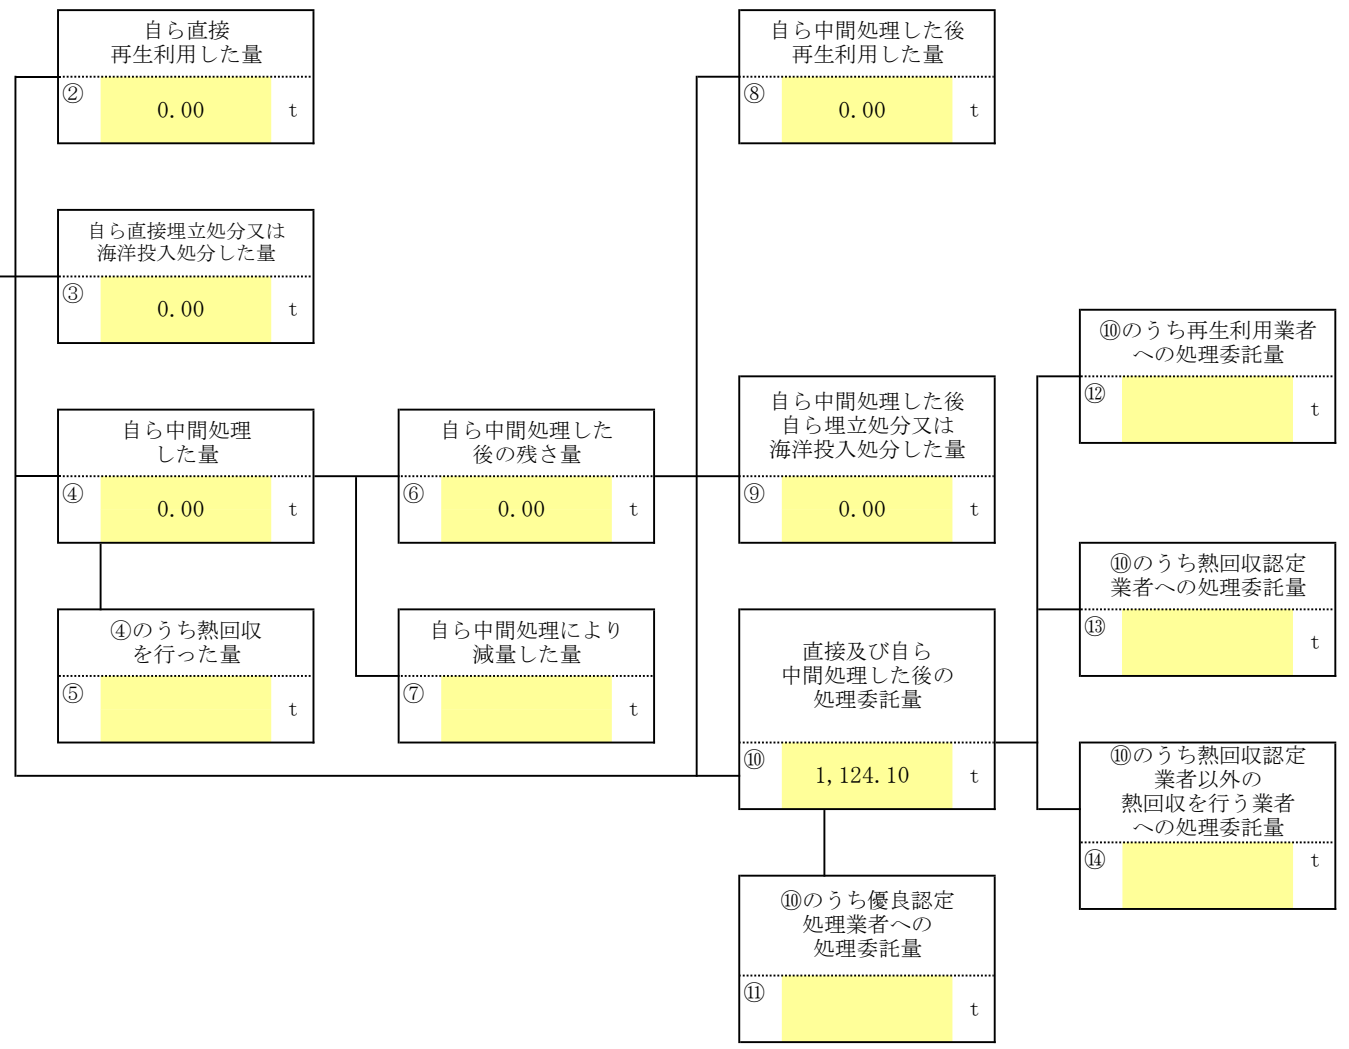 自ら直接
再生利用した量
②
0.00
t
自ら中間処理した後
再生利用した量
⑧
0.00
t
自ら直接埋立処分又は
海洋投入処分した量
③
0.00
t
⑩のうち再生利用業者
への処理委託量
⑫
t
自ら中間処理
した量
④
0.00
t
自ら中間処理した
後の残さ量
⑥
0.00
t
自ら中間処理した後
自ら埋立処分又は
海洋投入処分した量
⑨
0.00
t
⑩のうち熱回収認定
業者への処理委託量
⑬
t
④のうち熱回収
を行った量
⑤
t
自ら中間処理により
減量した量
⑦
t
直接及び自ら
中間処理した後の
処理委託量
⑩
1,124.10
t
⑩のうち熱回収認定
業者以外の
熱回収を行う業者
への処理委託量
⑭
t
⑩のうち優良認定
処理業者への
処理委託量
⑪
t